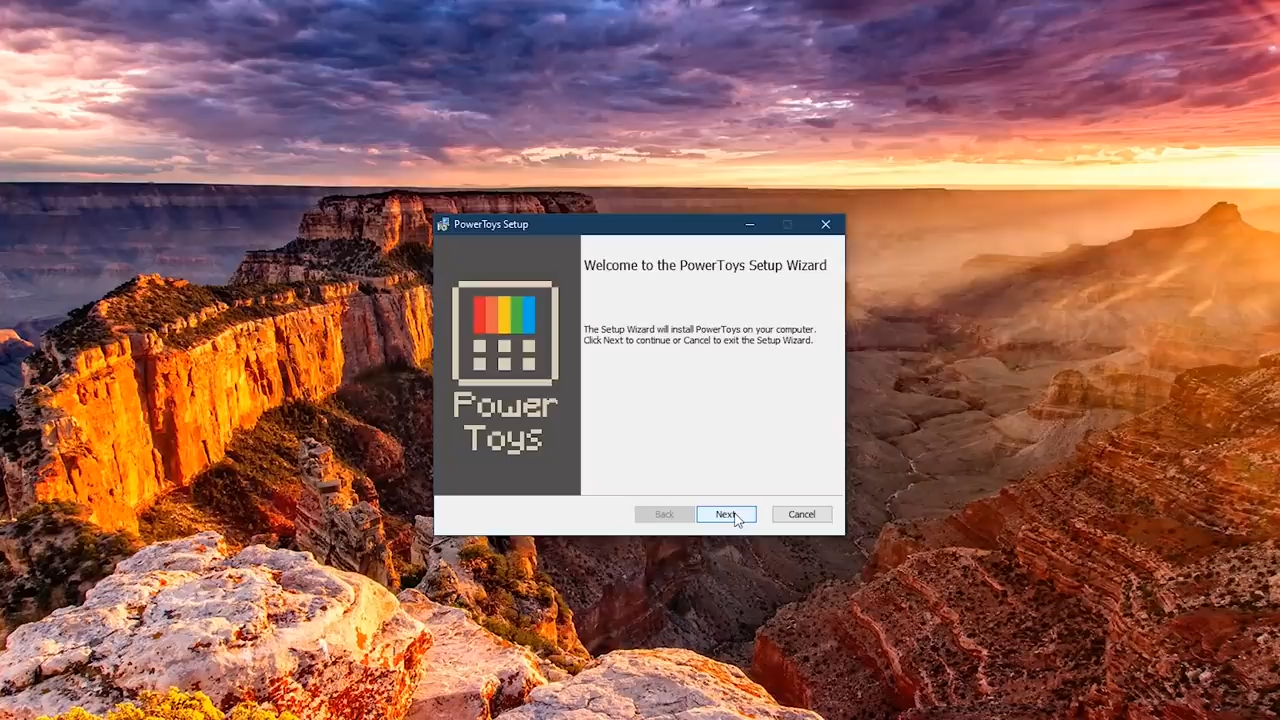 PowerToys Setup
Welcome to the PowerToys Setup Wizard
The Setup Wizard will install PowerToys on your computer.
Click Next to continue or Cancel to exit the Setup Wizard.
Power
Toys
Back
Next
Cancel